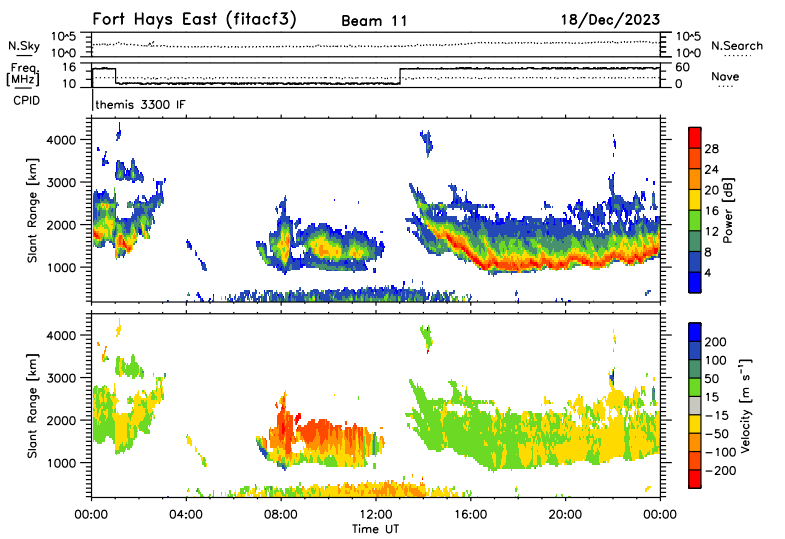 Fort Hays East (fitacf3) Beam 11 18/Dec/2023
N.Sky 10^5 10^0 10^5 10^0 N.Search
Freq. [MHz] 16 10 60 0 Nave
CPID themis 3300 IF
Slant Range [km] 4000 3000 2000 1000
Power [dB] 28 24 20 16 12 8 4
Slant Range [km] 4000 3000 2000 1000
Velocity [m s⁻¹] 200 100 50 15 −15 −50 −100 −200
00:00 04:00 08:00 12:00 16:00 20:00 00:00
Time UT